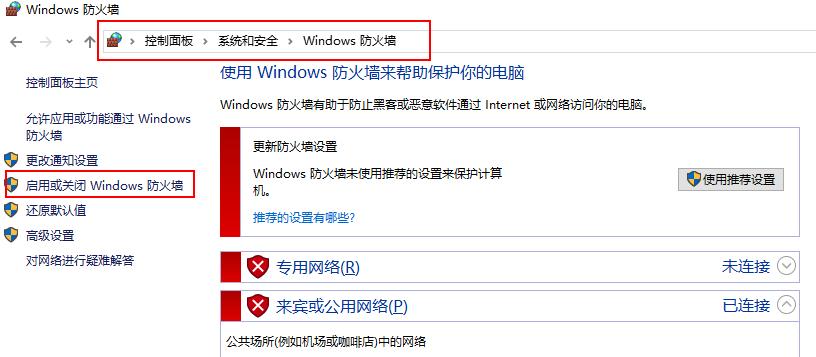 Windows 防火墙
控制面板 › 系统和安全 › Windows 防火墙
控制面板主页
允许应用或功能通过 Windows
防火墙
更改通知设置
启用或关闭 Windows 防火墙
还原默认值
高级设置
对网络进行疑难解答
使用 Windows 防火墙来帮助保护你的电脑
Windows 防火墙有助于防止黑客或恶意软件通过 Internet 或网络访问你的电脑。
更新防火墙设置
Windows 防火墙未使用推荐的设置来保护计算
机。
使用推荐设置
推荐的设置有哪些?
专用网络(R) 未连接
来宾或公用网络(P) 已连接
公共场所(例如机场或咖啡店)中的网络